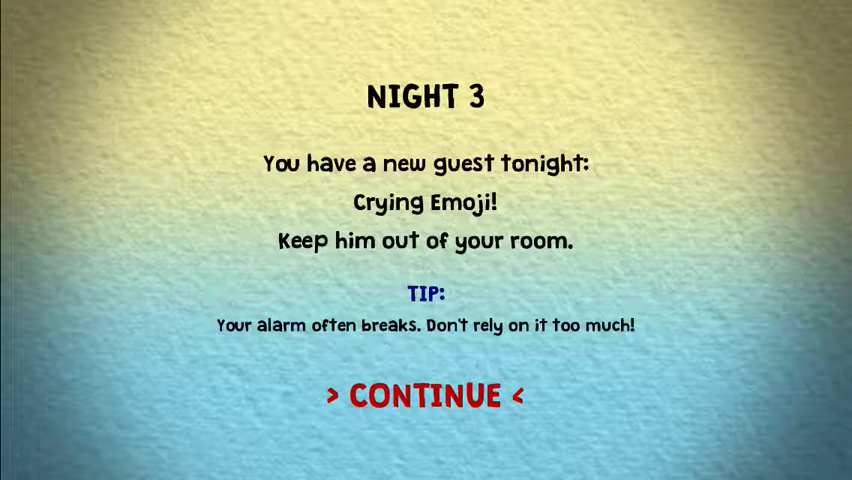 NIGHT 3
You have a new guest tonight:
Crying Emoji!
Keep him out of your room.
TIP:
Your alarm often breaks. Don't rely on it too much!
> CONTINUE <